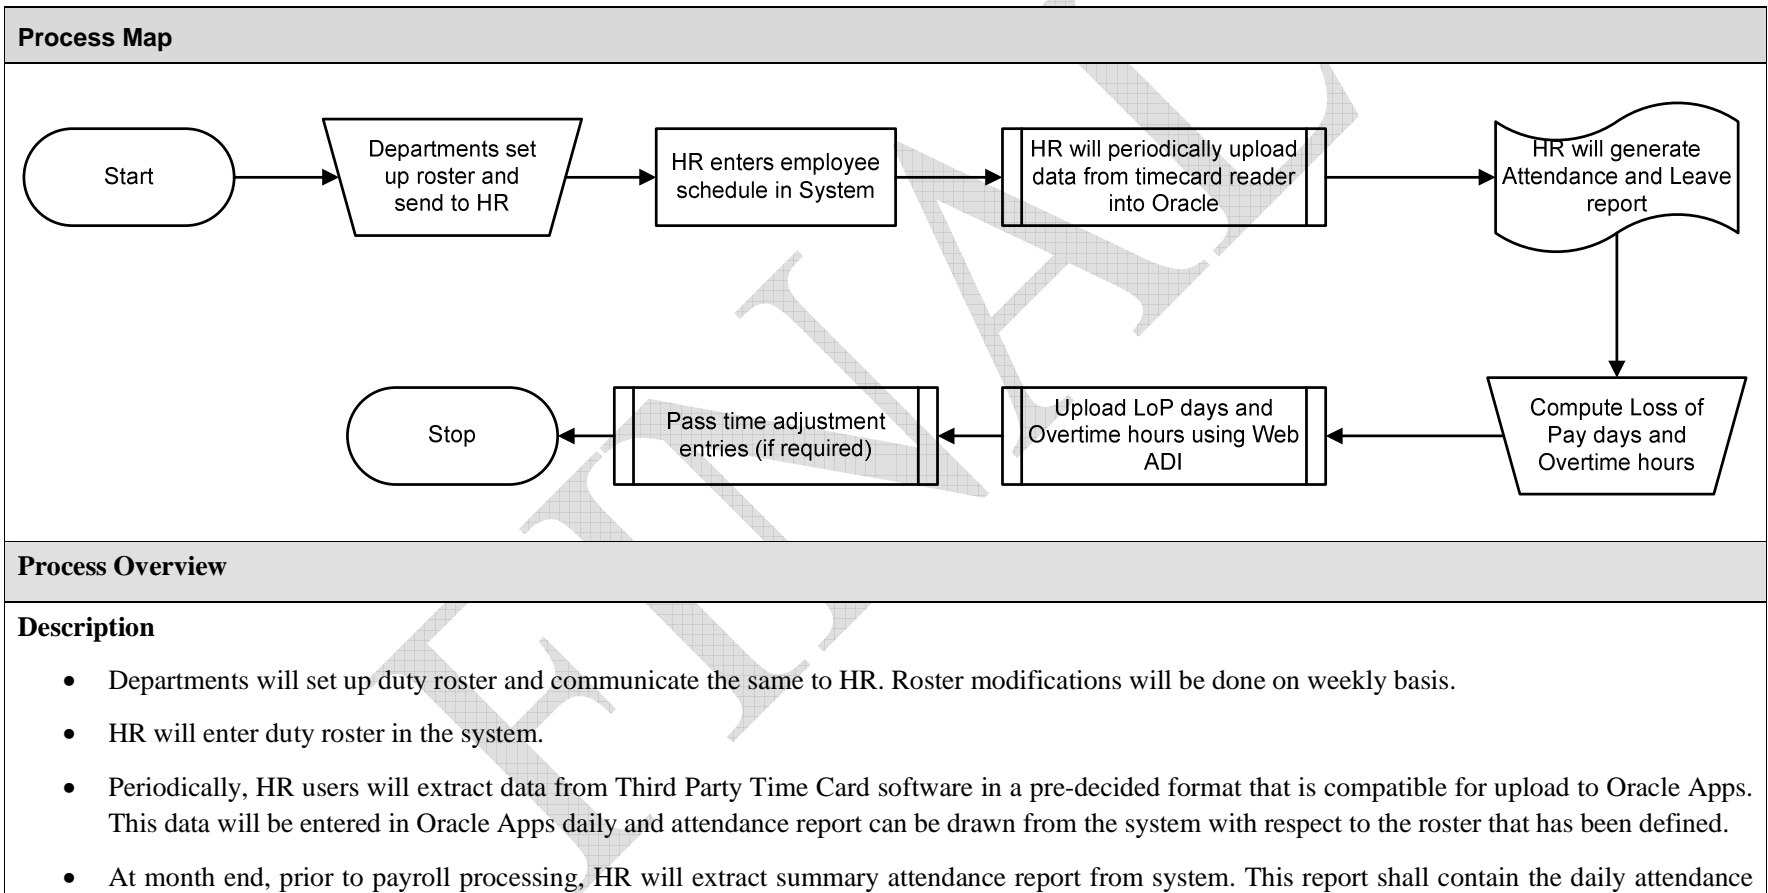 Process Map
Start
Departments set
up roster and
send to HR
HR enters employee
schedule in System
HR will periodically upload
data from timecard reader
into Oracle
HR will generate
Attendance and Leave
report
Compute Loss of
Pay days and
Overtime hours
Upload LoP days and
Overtime hours using Web
ADI
Pass time adjustment
entries (if required)
Stop
FINAL
Process Overview
Description
• Departments will set up duty roster and communicate the same to HR. Roster modifications will be done on weekly basis.
• HR will enter duty roster in the system.
• Periodically, HR users will extract data from Third Party Time Card software in a pre-decided format that is compatible for upload to Oracle Apps.
This data will be entered in Oracle Apps daily and attendance report can be drawn from the system with respect to the roster that has been defined.
• At month end, prior to payroll processing, HR will extract summary attendance report from system. This report shall contain the daily attendance